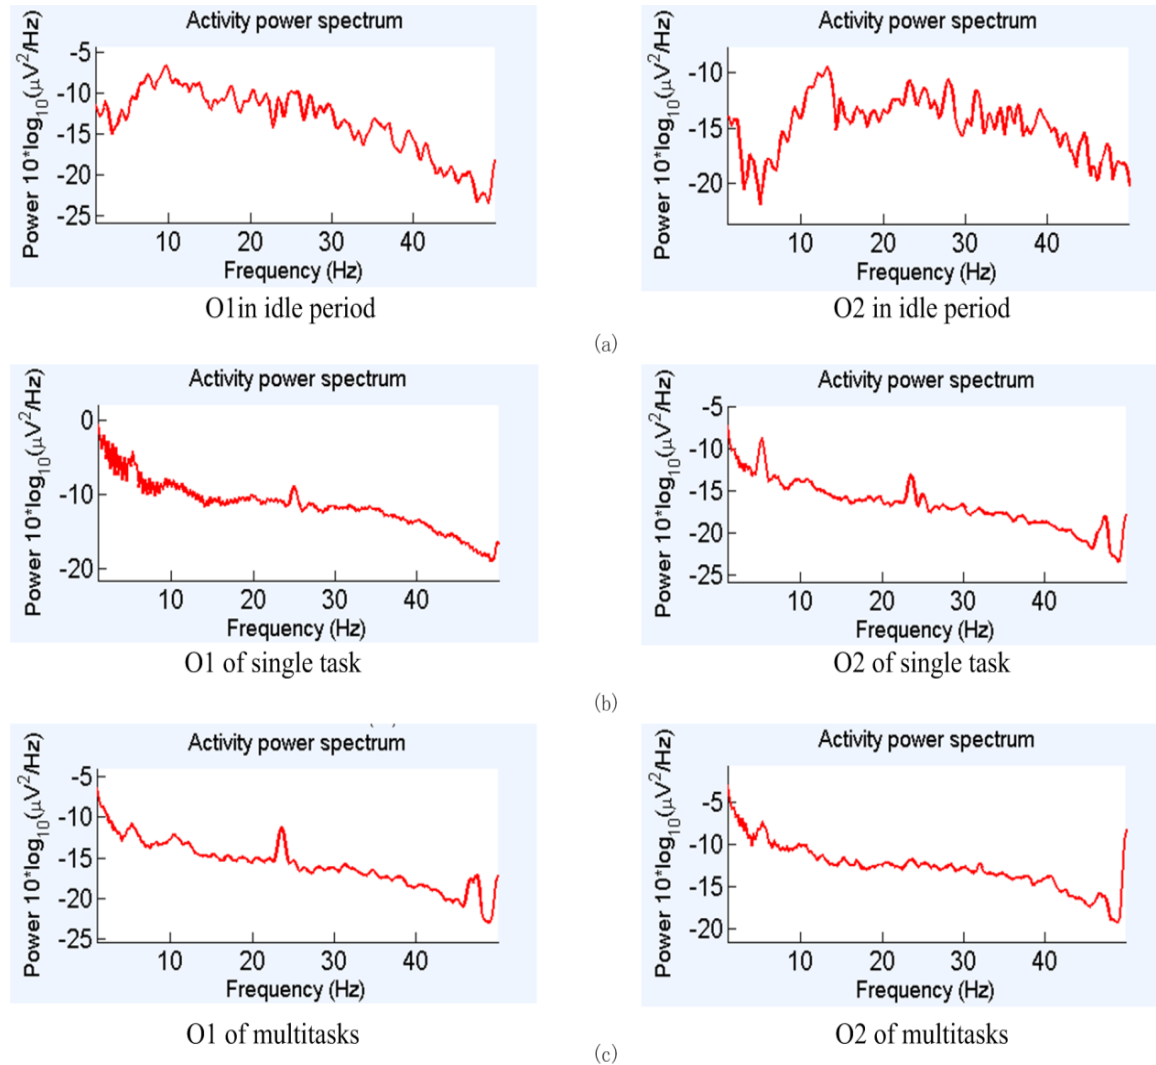 Activity power spectrum
Power 10*log10(μV2/Hz)
-5
-10
-15
-20
-25
10 20 30 40
Frequency (Hz)
O1in idle period
Activity power spectrum
Power 10*log10(μV2/Hz)
-10
-15
-20
10 20 30 40
Frequency (Hz)
O2 in idle period
(a)
Activity power spectrum
Power 10*log10(μV2/Hz)
0
-10
-20
10 20 30 40
Frequency (Hz)
O1 of single task
Activity power spectrum
Power 10*log10(μV2/Hz)
-5
-10
-15
-20
-25
10 20 30 40
Frequency (Hz)
O2 of single task
(b)
Activity power spectrum
Power 10*log10(μV2/Hz)
-5
-10
-15
-20
-25
10 20 30 40
Frequency (Hz)
O1 of multitasks
Activity power spectrum
Power 10*log10(μV2/Hz)
-5
-10
-15
-20
10 20 30 40
Frequency (Hz)
O2 of multitasks
(c)